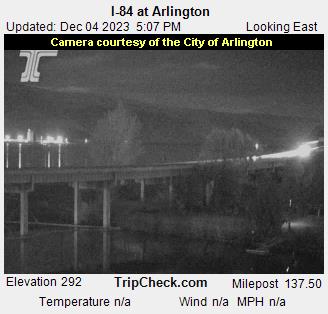 I-84 at Arlington
Updated: Dec 04 2023 5:07 PM Looking East
Camera courtesy of the City of Arlington
Elevation 292 TripCheck.com Milepost 137.50
Temperature n/a Wind n/a MPH n/a